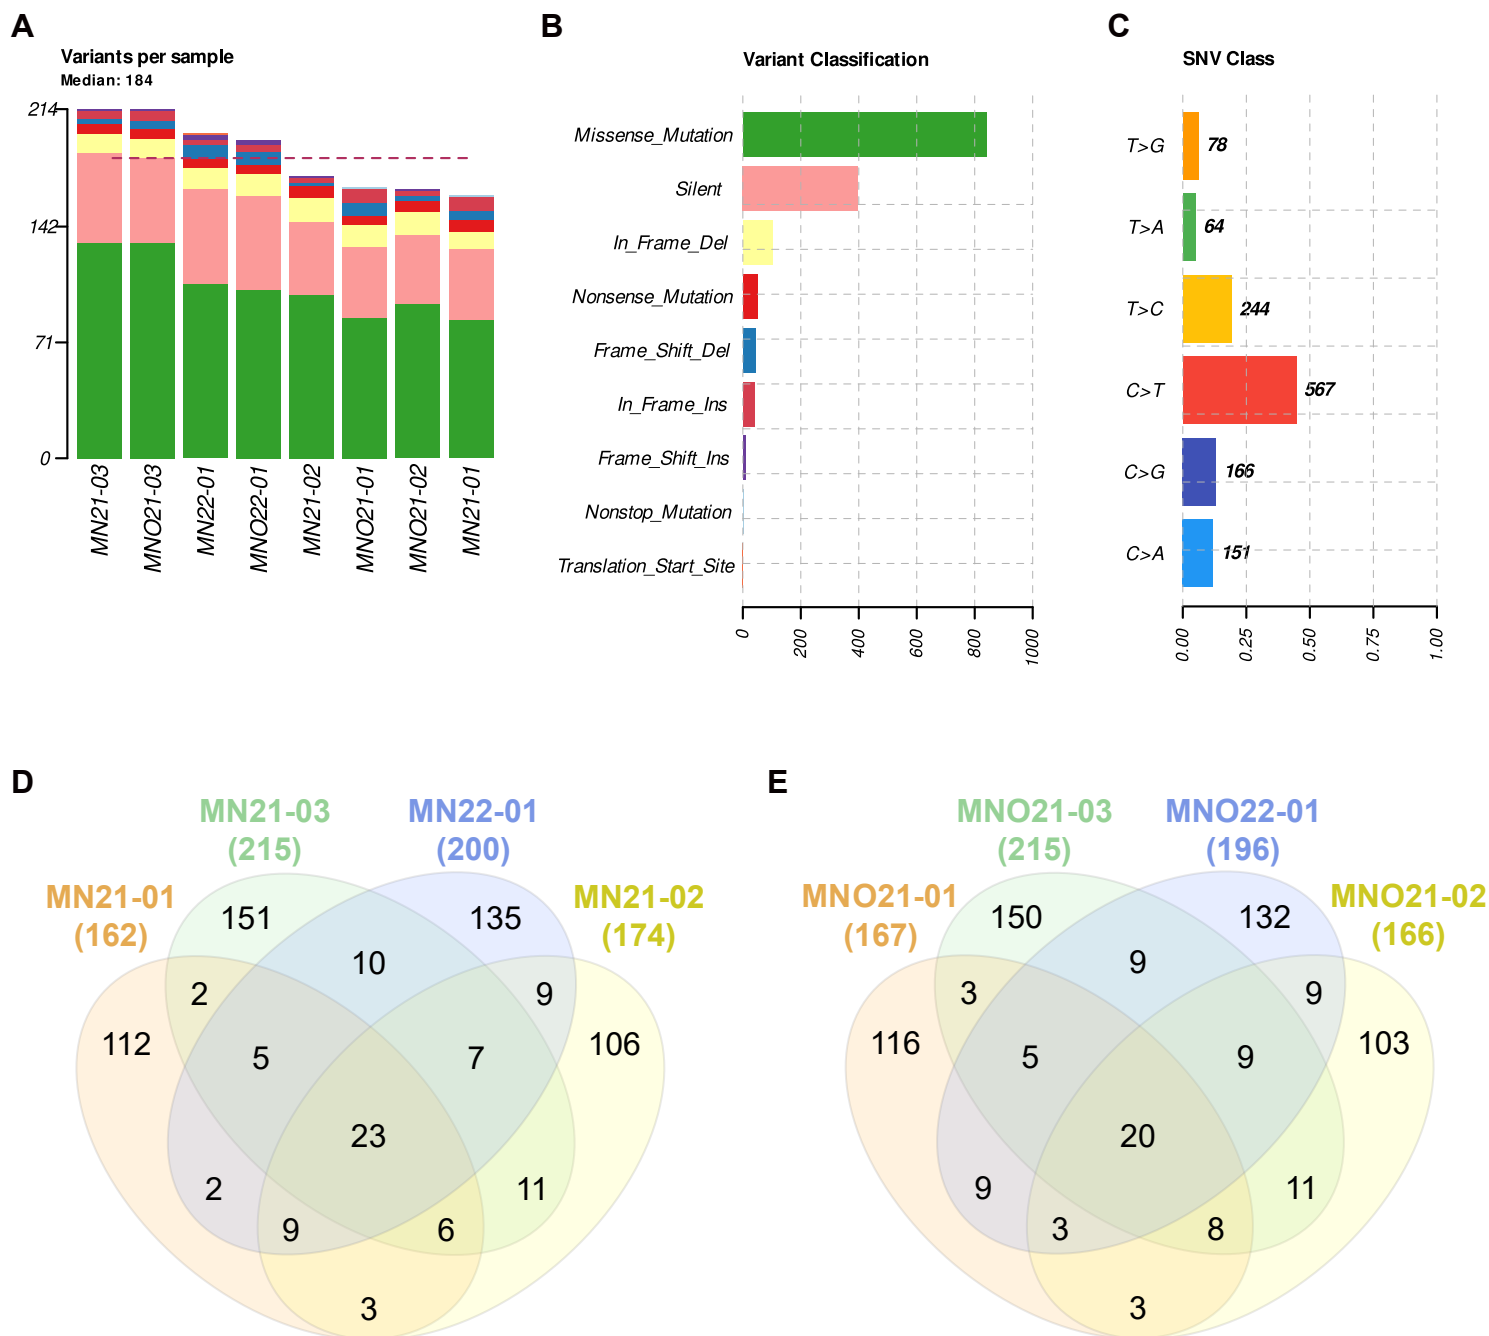 A
Variants per sample
Median: 184
214
142
71
0
MN21-03
MNO21-03
MN22-01
MNO22-01
MN21-02
MNO21-01
MNO21-02
MN21-01
B
Variant Classification
Missense_Mutation
Silent
In_Frame_Del
Nonsense_Mutation
Frame_Shift_Del
In_Frame_Ins
Frame_Shift_Ins
Nonstop_Mutation
Translation_Start_Site
0
200
400
600
800
1000
C
SNV Class
T>G
78
T>A
64
T>C
244
C>T
567
C>G
166
C>A
151
0.00
0.25
0.50
0.75
1.00
D
MN21-03
(215)
MN22-01
(200)
MN21-01
(162)
MN21-02
(174)
151
135
10
2
9
112
106
5
7
23
2
11
9
6
3
E
MNO21-03
(215)
MNO22-01
(196)
MNO21-01
(167)
MNO21-02
(166)
150
132
9
3
9
116
103
5
9
20
9
11
3
8
3